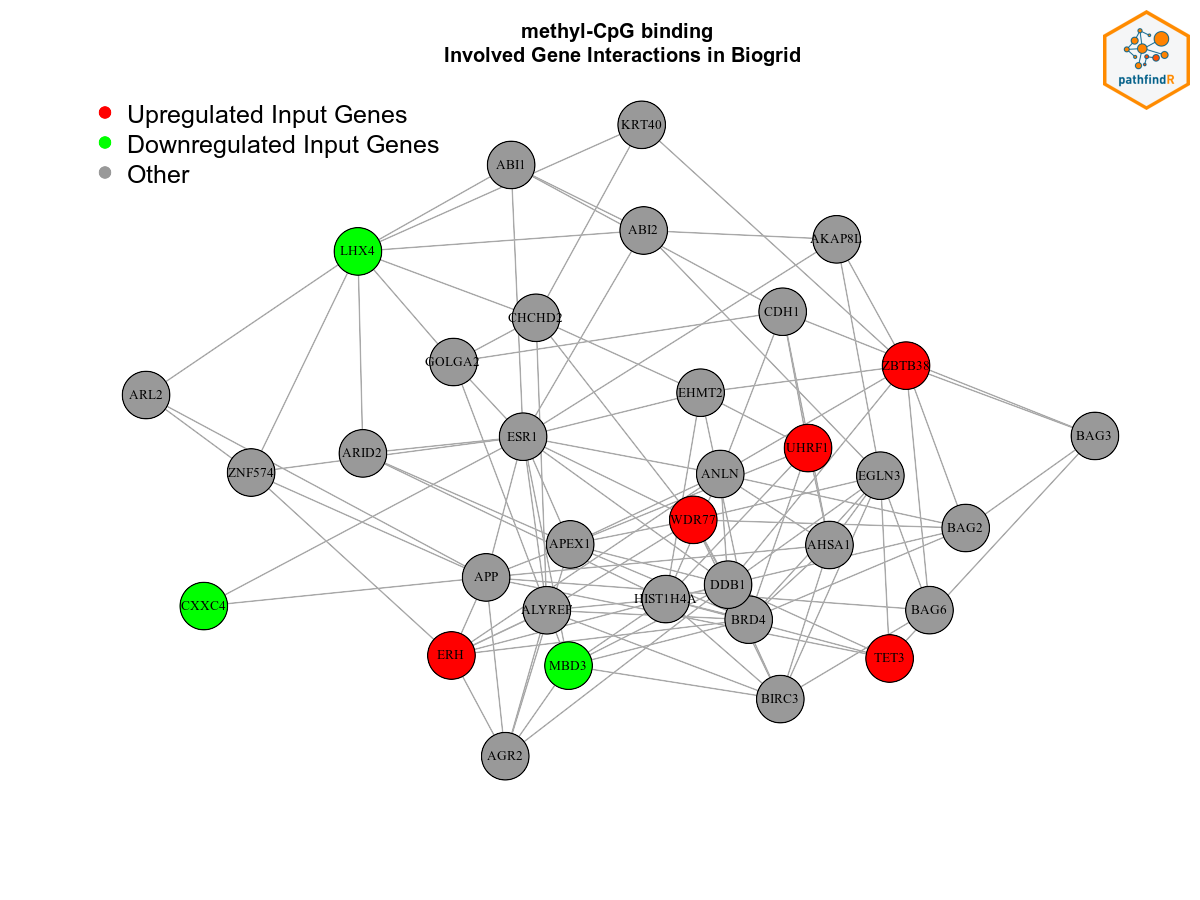 methyl-CpG binding
Involved Gene Interactions in Biogrid
pathfindR
Upregulated Input Genes
Downregulated Input Genes
Other
KRT40
ABI1
ABI2
AKAP8L
LHX4
CDH1
CHCHD2
GOLGA2
ZBTB38
EHMT2
ARL2
ESR1
BAG3
UHRF1
ARID2
ZNF574
ANLN
EGLN3
WDR77
BAG2
APEX1
AHSA1
APP
DDB1
HIST1H4A
CXXC4
ALYREF
BAG6
BRD4
ERH
MBD3
TET3
BIRC3
AGR2